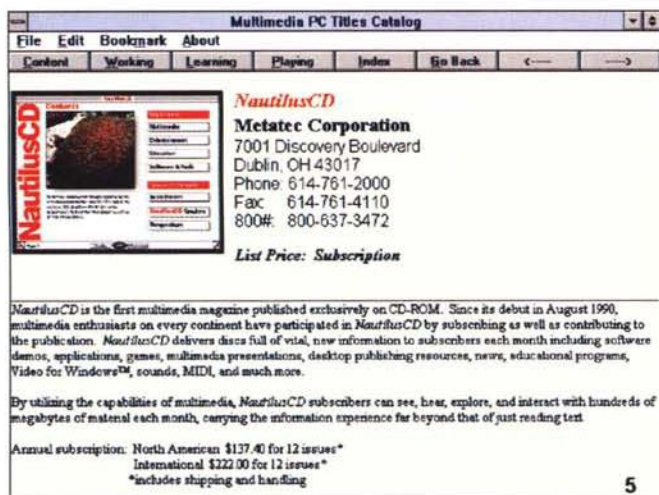 Multimedia PC Titles Catalog
File Edit Bookmark About
Content Working Learning Playing Index Go Back <---- ---->
NautilusCD
NautilusCD
Metatec Corporation
7001 Discovery Boulevard
Dublin, OH 43017
Phone: 614-761-2000
Fax: 614-761-4110
800#: 800-637-3472
List Price: Subscription
NautilusCD is the first multimedia magazine published exclusively on CD-ROM. Since its debut in August 1990,
multimedia enthusiasts on every continent have participated in NautilusCD by subscribing as well as contributing to
the publication. NautilusCD delivers discs full of vital, new information to subscribers each month including software
demos, applications, games, multimedia presentations, desktop publishing resources, news, educational programs,
Video for Windows™, sounds, MIDI, and much more.
By utilizing the capabilities of multimedia, NautilusCD subscribers can see, hear, explore, and interact with hundreds of
megabytes of material each month, carrying the information experience far beyond that of just reading text
Annual subscription: North American $137.40 for 12 issues*
International $222.00 for 12 issues*
*includes shipping and handling
5